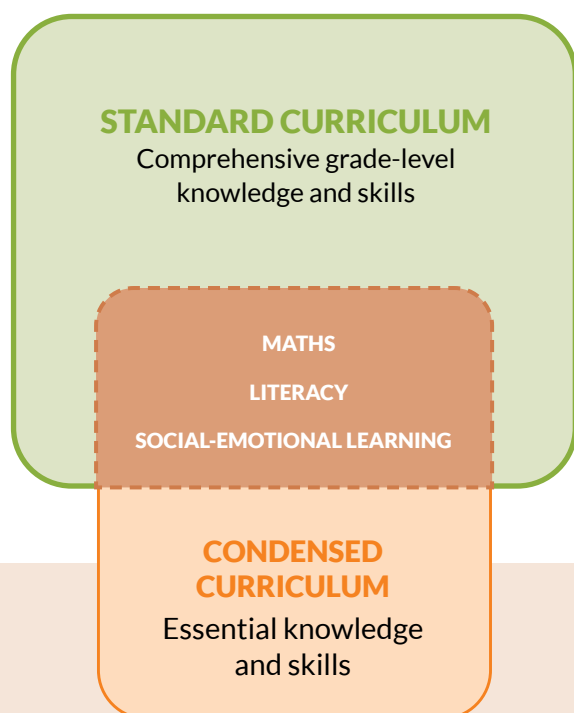 STANDARD CURRICULUM
Comprehensive grade-level
knowledge and skills
MATHS
LITERACY
SOCIAL-EMOTIONAL LEARNING
CONDENSED
CURRICULUM
Essential knowledge
and skills